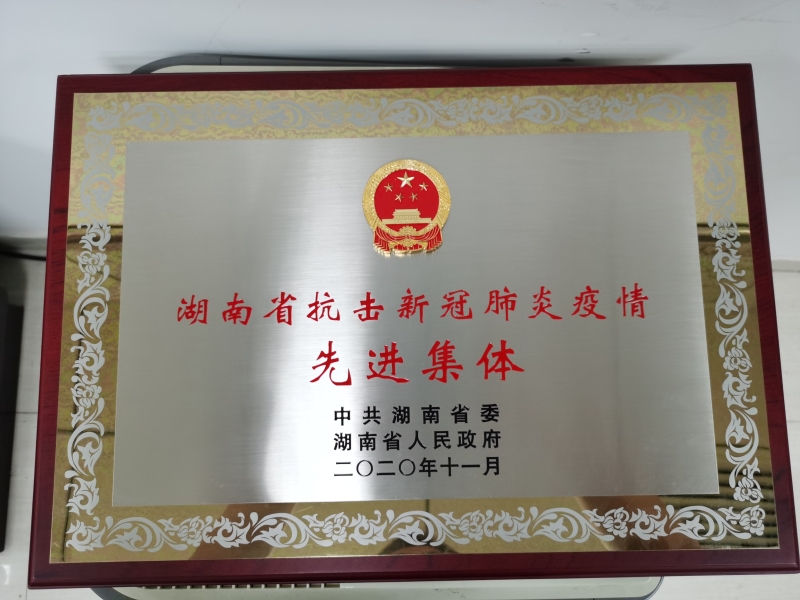 湖南省抗击新冠肺炎疫情
先进集体
中共湖南省委
湖南省人民政府
二〇二〇年十一月